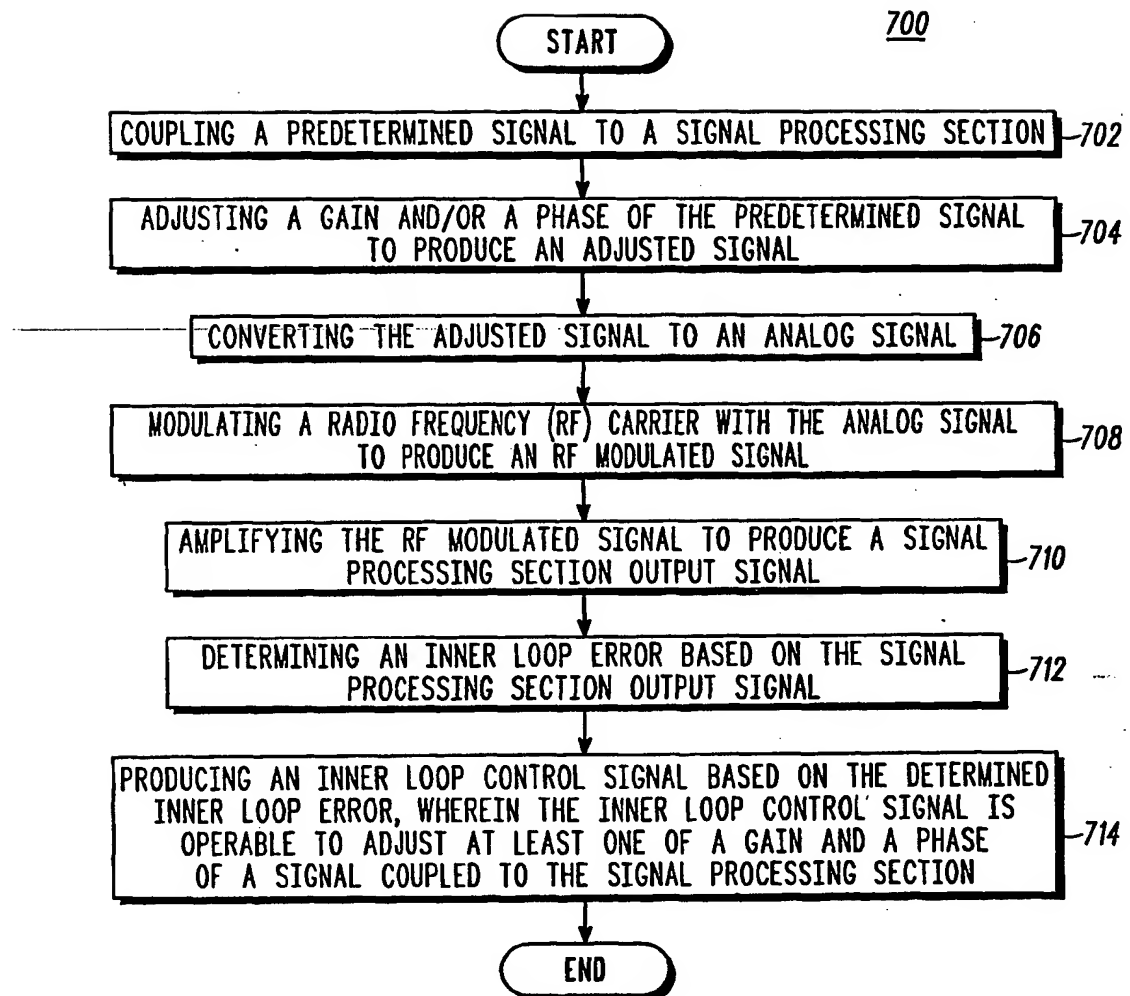 700
START
COUPLING A PREDETERMINED SIGNAL TO A SIGNAL PROCESSING SECTION
702
ADJUSTING A GAIN AND/OR A PHASE OF THE PREDETERMINED SIGNAL
TO PRODUCE AN ADJUSTED SIGNAL
704
CONVERTING THE ADJUSTED SIGNAL TO AN ANALOG SIGNAL
706
MODULATING A RADIO FREQUENCY (RF) CARRIER WITH THE ANALOG SIGNAL
TO PRODUCE AN RF MODULATED SIGNAL
708
AMPLIFYING THE RF MODULATED SIGNAL TO PRODUCE A SIGNAL
PROCESSING SECTION OUTPUT SIGNAL
710
DETERMINING AN INNER LOOP ERROR BASED ON THE SIGNAL
PROCESSING SECTION OUTPUT SIGNAL
712
PRODUCING AN INNER LOOP CONTROL SIGNAL BASED ON THE DETERMINED
INNER LOOP ERROR, WHEREIN THE INNER LOOP CONTROL SIGNAL IS
OPERABLE TO ADJUST AT LEAST ONE OF A GAIN AND A PHASE
OF A SIGNAL COUPLED TO THE SIGNAL PROCESSING SECTION
714
END